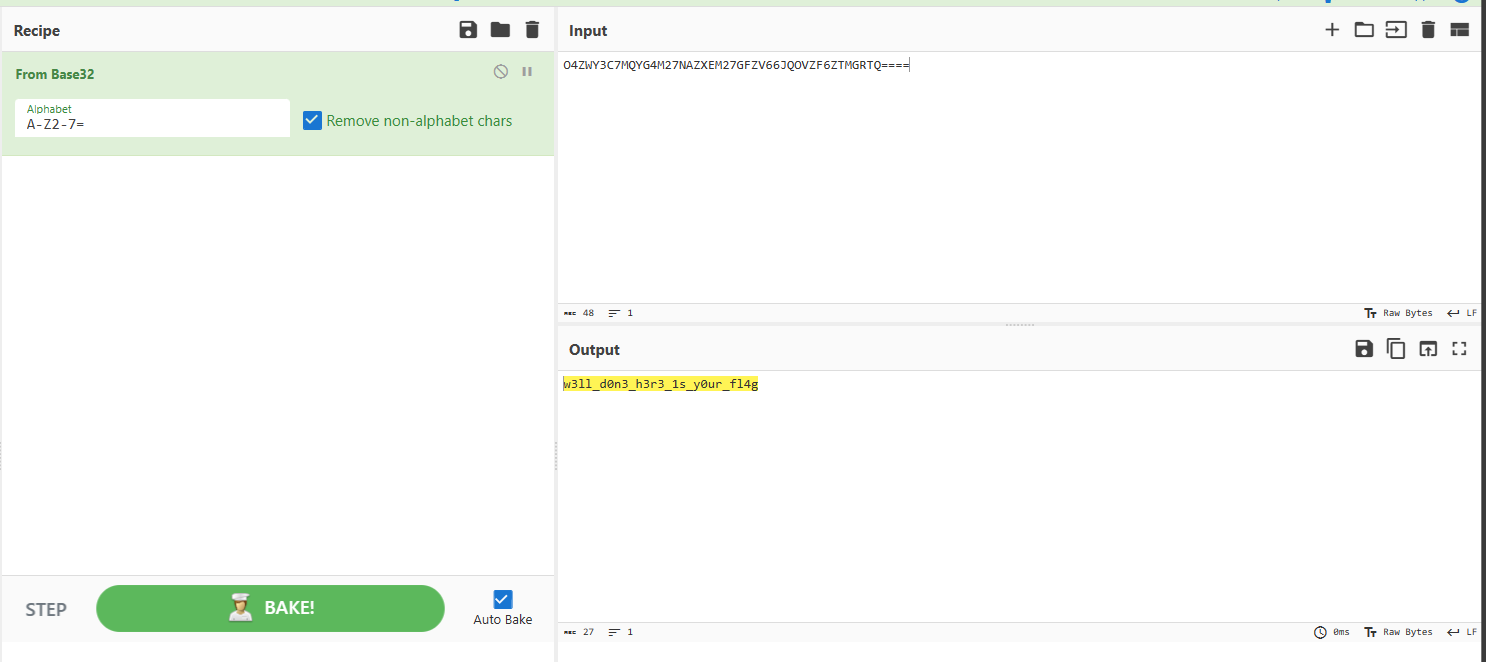 Recipe
From Base32
Alphabet
A-Z2-7=
Remove non-alphabet chars
STEP
BAKE!
Auto Bake
Input
O4ZWY3C7MQYG4M27NAZXEM27GFZV66JQOVZF6ZTMGRTQ====
48 1 Raw Bytes LF
Output
w3ll_d0n3_h3r3_1s_y0ur_fl4g
27 1 0ms Raw Bytes LF